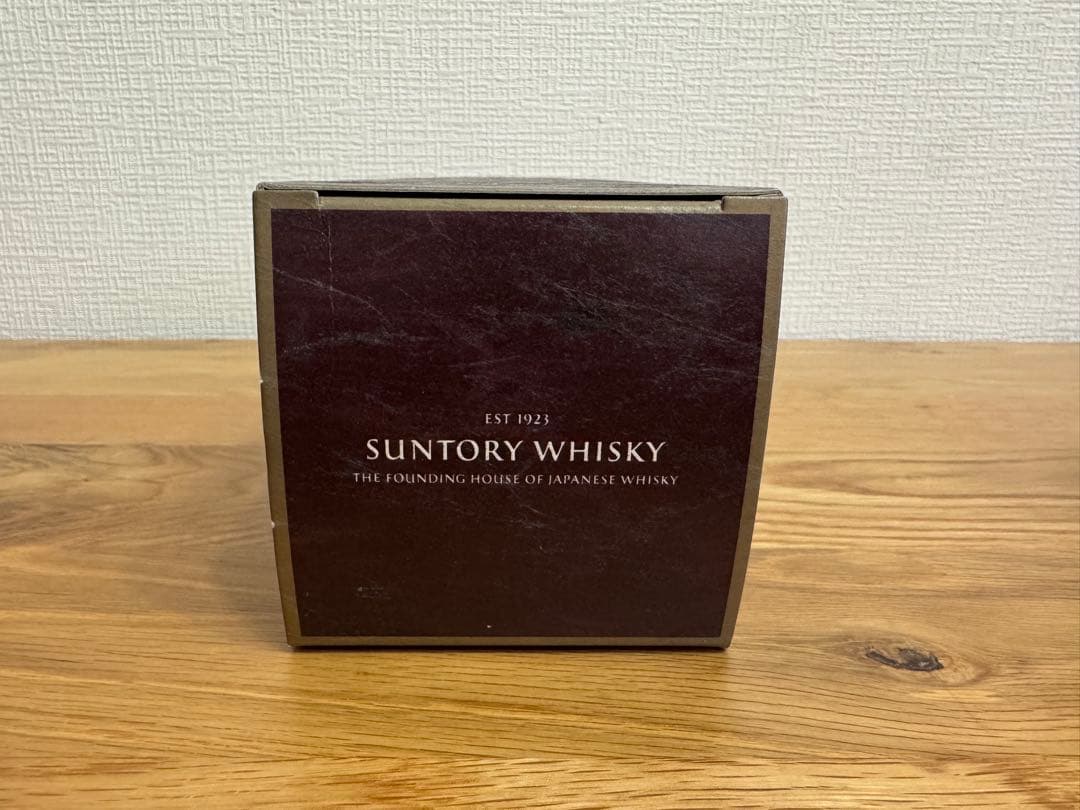 EST 1923
SUNTORY WHISKY
THE FOUNDING HOUSE OF JAPANESE WHISKY